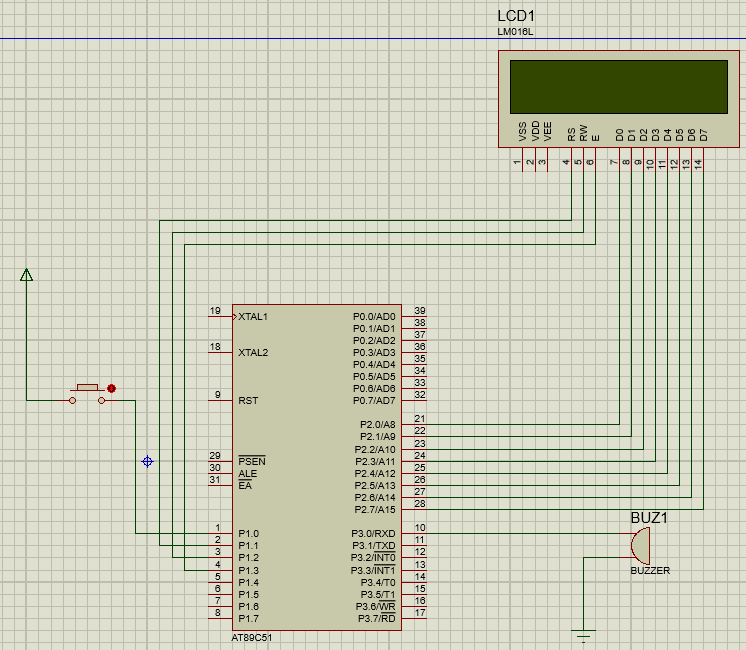 LCD1
LM016L
VSS VDD VEE RS RW E D0 D1 D2 D3 D4 D5 D6 D7
1 2 3 4 5 6 7 8 9 10 11 12 13 14
19 XTAL1 P0.0/AD0 39
P0.1/AD1 38
P0.2/AD2 37
18 XTAL2 P0.3/AD3 36
P0.4/AD4 35
P0.5/AD5 34
P0.6/AD6 33
9 RST P0.7/AD7 32
P2.0/A8 21
P2.1/A9 22
P2.2/A10 23
29 PSEN P2.3/A11 24
30 ALE P2.4/A12 25
31 EA P2.5/A13 26
P2.6/A14 27
P2.7/A15 28
1 P1.0 P3.0/RXD 10
2 P1.1 P3.1/TXD 11
3 P1.2 P3.2/INT0 12
4 P1.3 P3.3/INT1 13
5 P1.4 P3.4/T0 14
6 P1.5 P3.5/T1 15
7 P1.6 P3.6/WR 16
8 P1.7 P3.7/RD 17
AT89C51
BUZ1
BUZZER